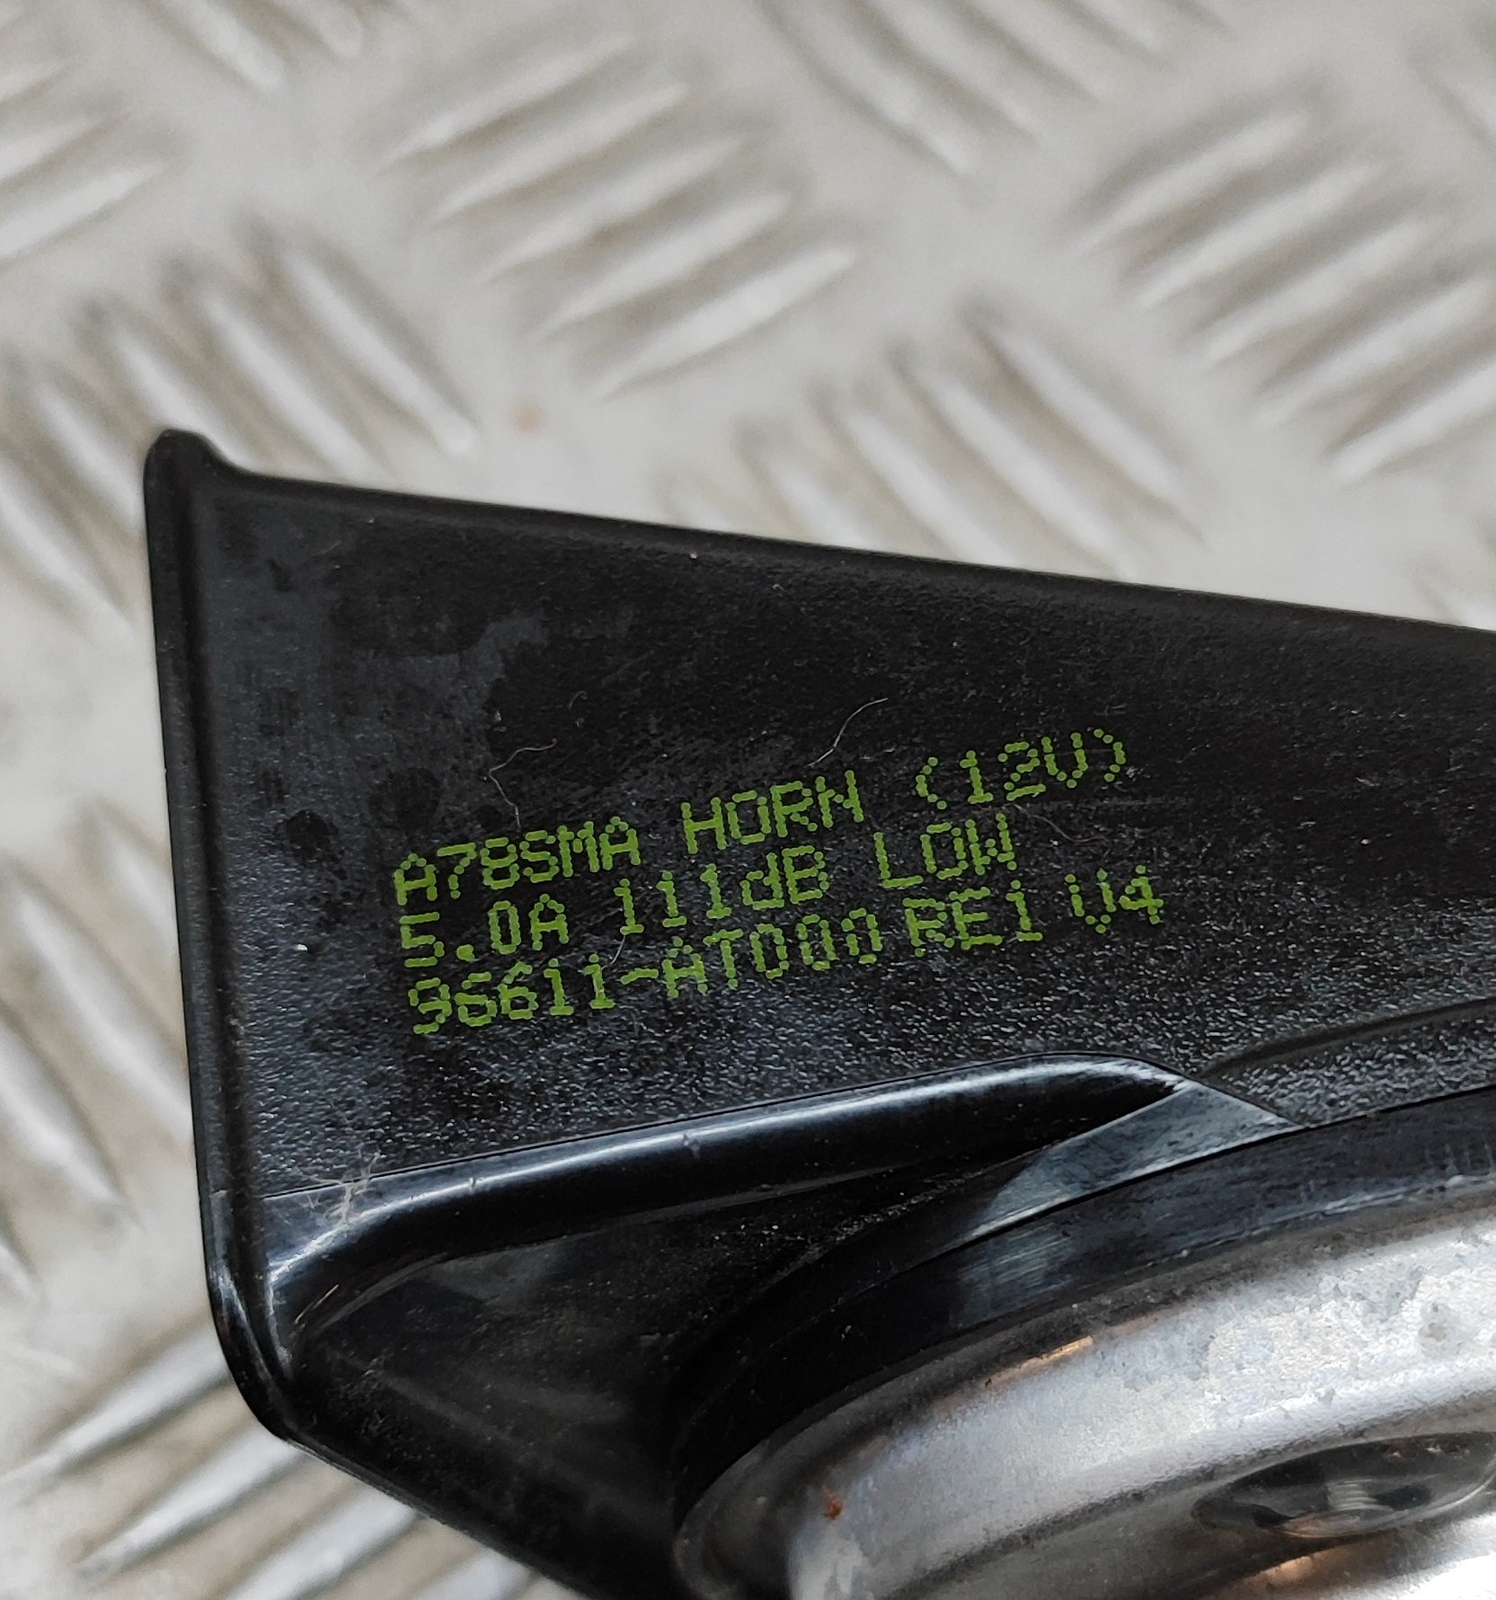 A78SMA HORN (12V)
5.0A 111dB LOW
96611-AT000 RE1 V4